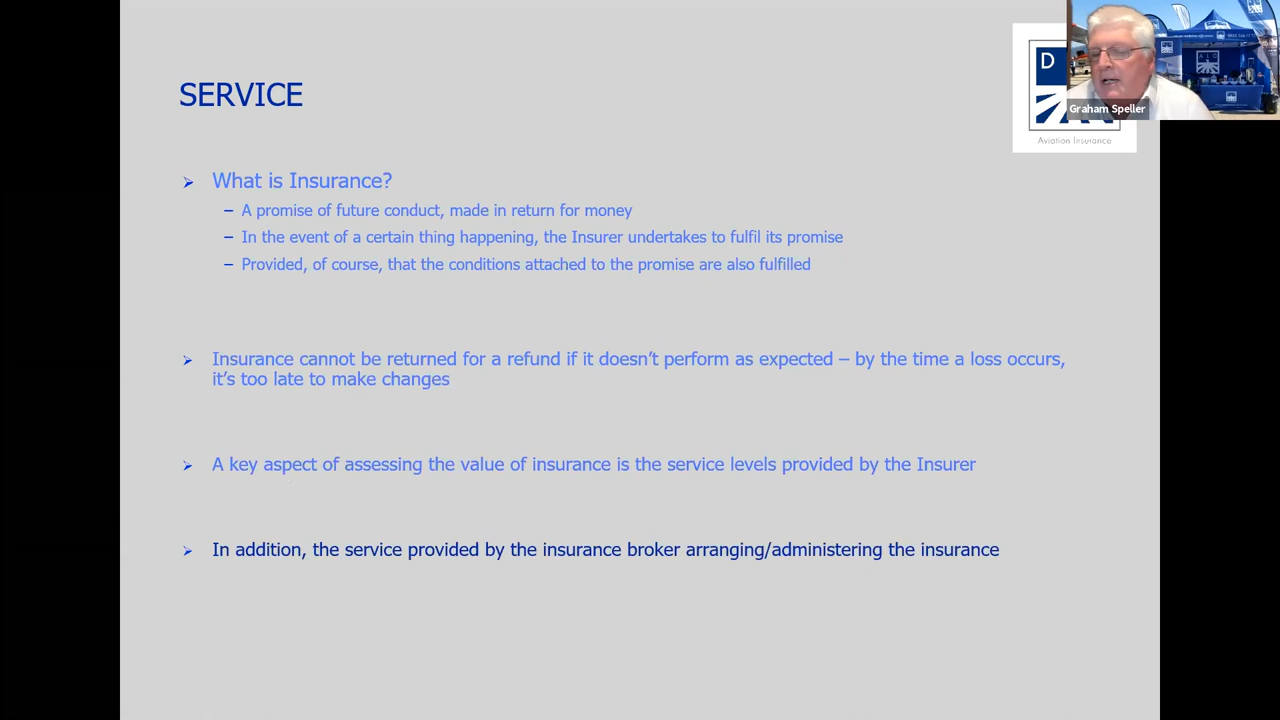 SERVICE
D
Aviation Insurance
Graham Speller
What is Insurance?
– A promise of future conduct, made in return for money
– In the event of a certain thing happening, the Insurer undertakes to fulfil its promise
– Provided, of course, that the conditions attached to the promise are also fulfilled
Insurance cannot be returned for a refund if it doesn't perform as expected – by the time a loss occurs,
it's too late to make changes
A key aspect of assessing the value of insurance is the service levels provided by the Insurer
In addition, the service provided by the insurance broker arranging/administering the insurance